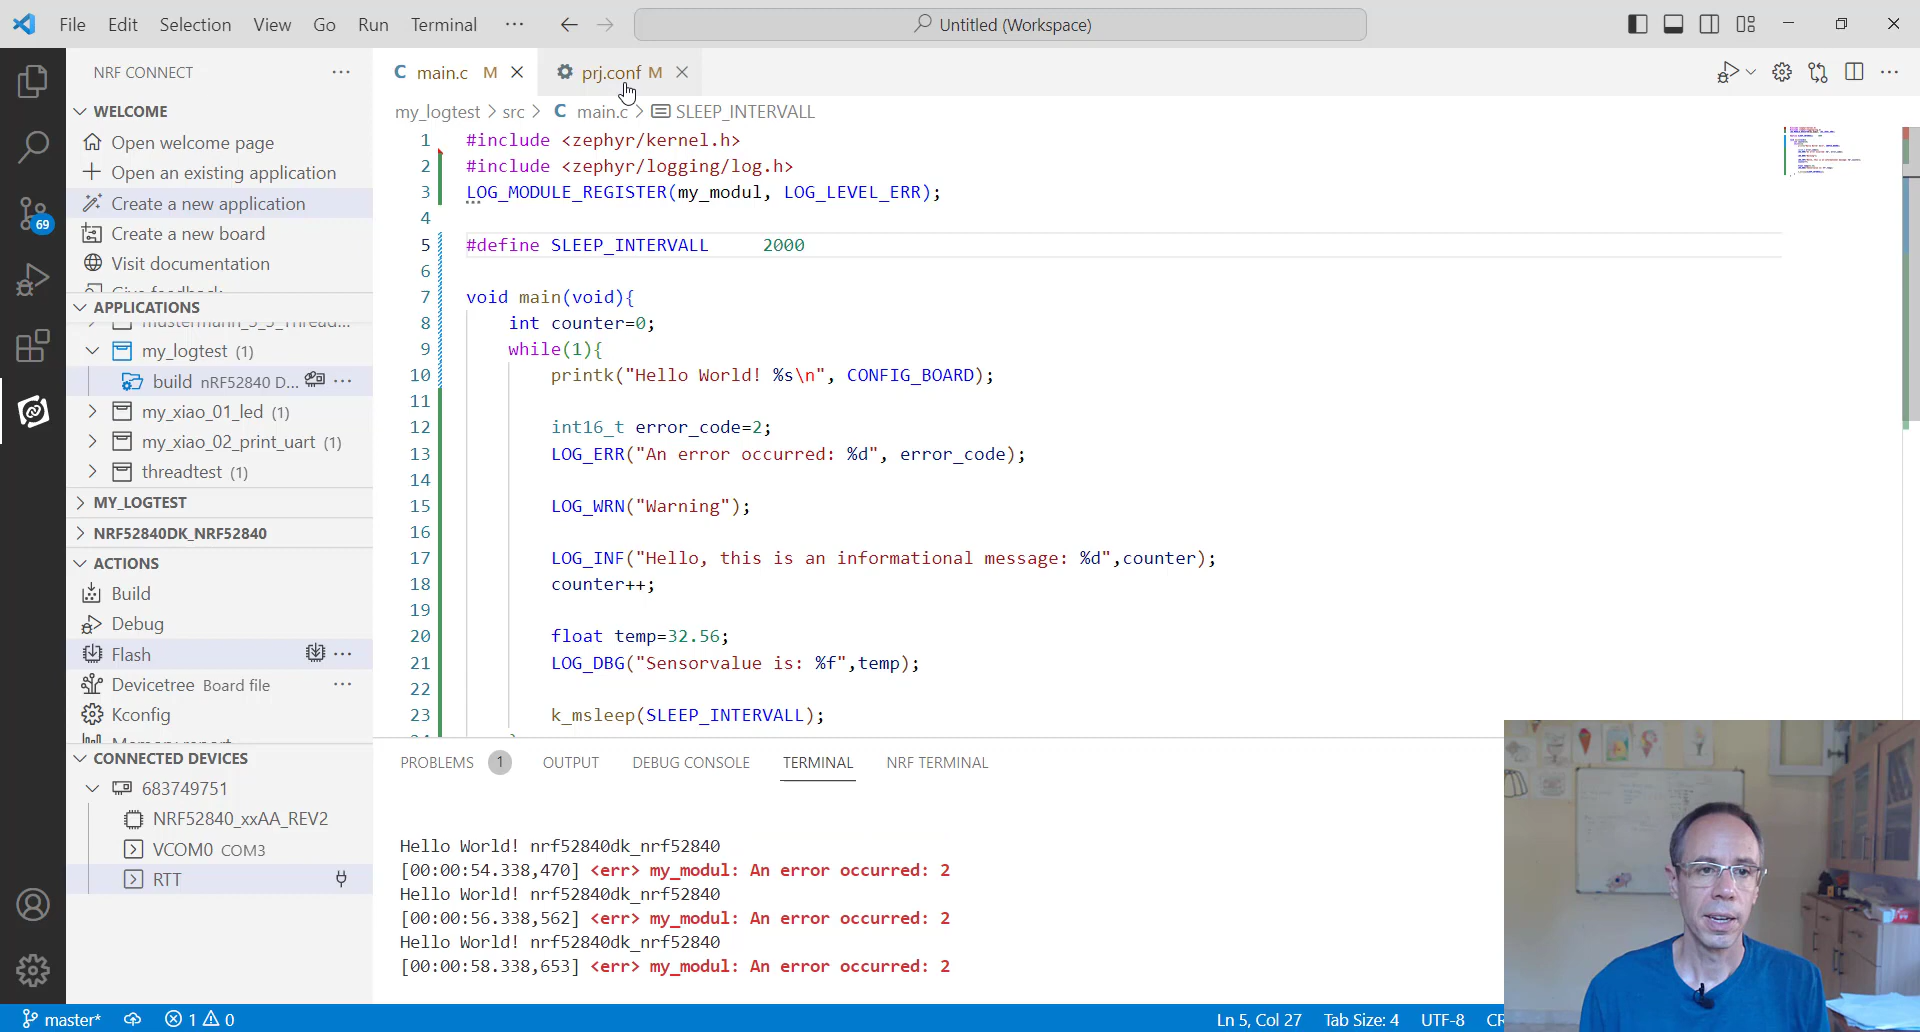 File Edit Selection View Go Run Terminal ··· Untitled (Workspace)
NRF CONNECT ···
main.c M
prj.conf M
my_logtest > src > C main.c > SLEEP_INTERVALL
WELCOME
Open welcome page
Open an existing application
Create a new application
Create a new board
Visit documentation
Give feedback
APPLICATIONS
mustermann_5_5_Thread...
my_logtest (1)
build nRF52840 D... ···
my_xiao_01_led (1)
my_xiao_02_print_uart (1)
threadtest (1)
MY_LOGTEST
NRF52840DK_NRF52840
ACTIONS
Build
Debug
Flash ···
Devicetree Board file ···
Kconfig
Memory report
CONNECTED DEVICES
683749751
NRF52840_xxAA_REV2
VCOM0 COM3
RTT
1 #include <zephyr/kernel.h>
2 #include <zephyr/logging/log.h>
3 LOG_MODULE_REGISTER(my_modul, LOG_LEVEL_ERR);
4
5 #define SLEEP_INTERVALL 2000
6
7 void main(void){
8 int counter=0;
9 while(1){
10 printk("Hello World! %s\n", CONFIG_BOARD);
11
12 int16_t error_code=2;
13 LOG_ERR("An error occurred: %d", error_code);
14
15 LOG_WRN("Warning");
16
17 LOG_INF("Hello, this is an informational message: %d",counter);
18 counter++;
19
20 float temp=32.56;
21 LOG_DBG("Sensorvalue is: %f",temp);
22
23 k_msleep(SLEEP_INTERVALL);
PROBLEMS 1 OUTPUT DEBUG CONSOLE TERMINAL NRF TERMINAL
Hello World! nrf52840dk_nrf52840
[00:00:54.338,470] <err> my_modul: An error occurred: 2
Hello World! nrf52840dk_nrf52840
[00:00:56.338,562] <err> my_modul: An error occurred: 2
Hello World! nrf52840dk_nrf52840
[00:00:58.338,653] <err> my_modul: An error occurred: 2
69
master* 1 0 Ln 5, Col 27 Tab Size: 4 UTF-8 CR